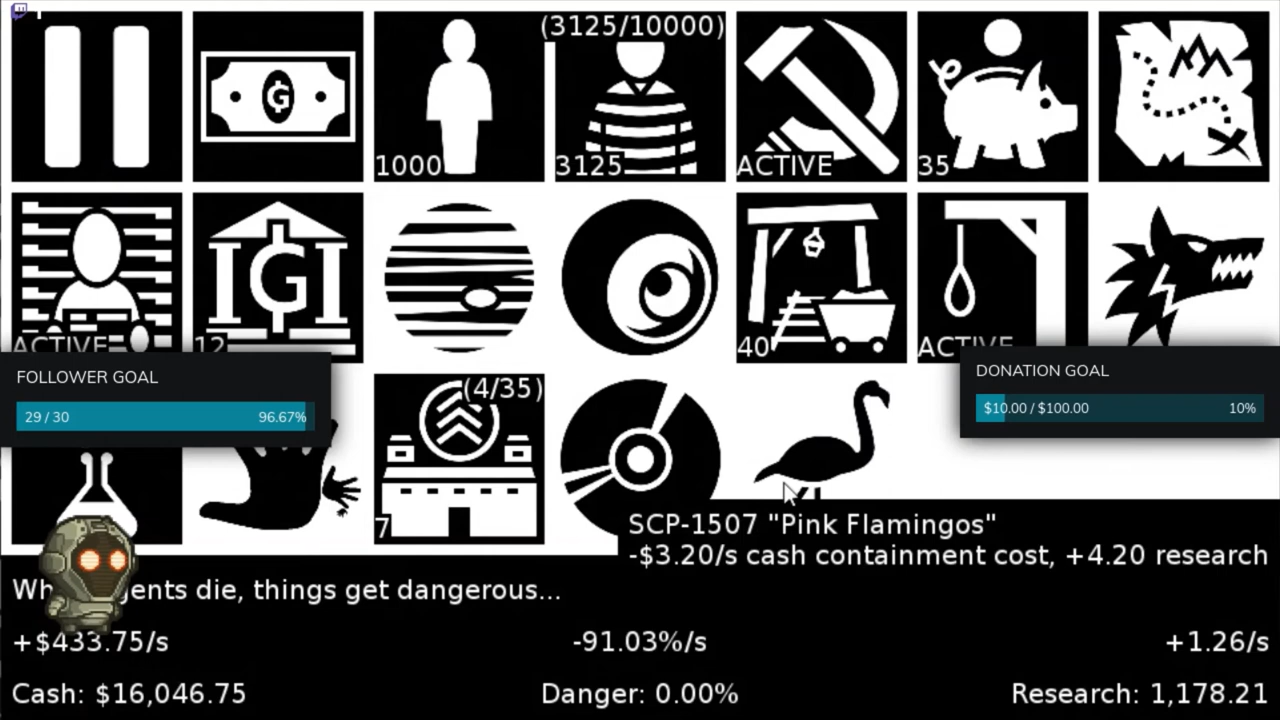 (3125/10000)
1000
3125
ACTIVE
35
ACTIVE
12
40
ACTIVE
FOLLOWER GOAL
29 / 30
96.67%
DONATION GOAL
$10.00 / $100.00
10%
(4/35)
7
SCP-1507 "Pink Flamingos"
-$3.20/s cash containment cost, +4.20 research
die, things get dangerous...
+$433.75/s
-91.03%/s
+1.26/s
Cash: $16,046.75
Danger: 0.00%
Research: 1,178.21